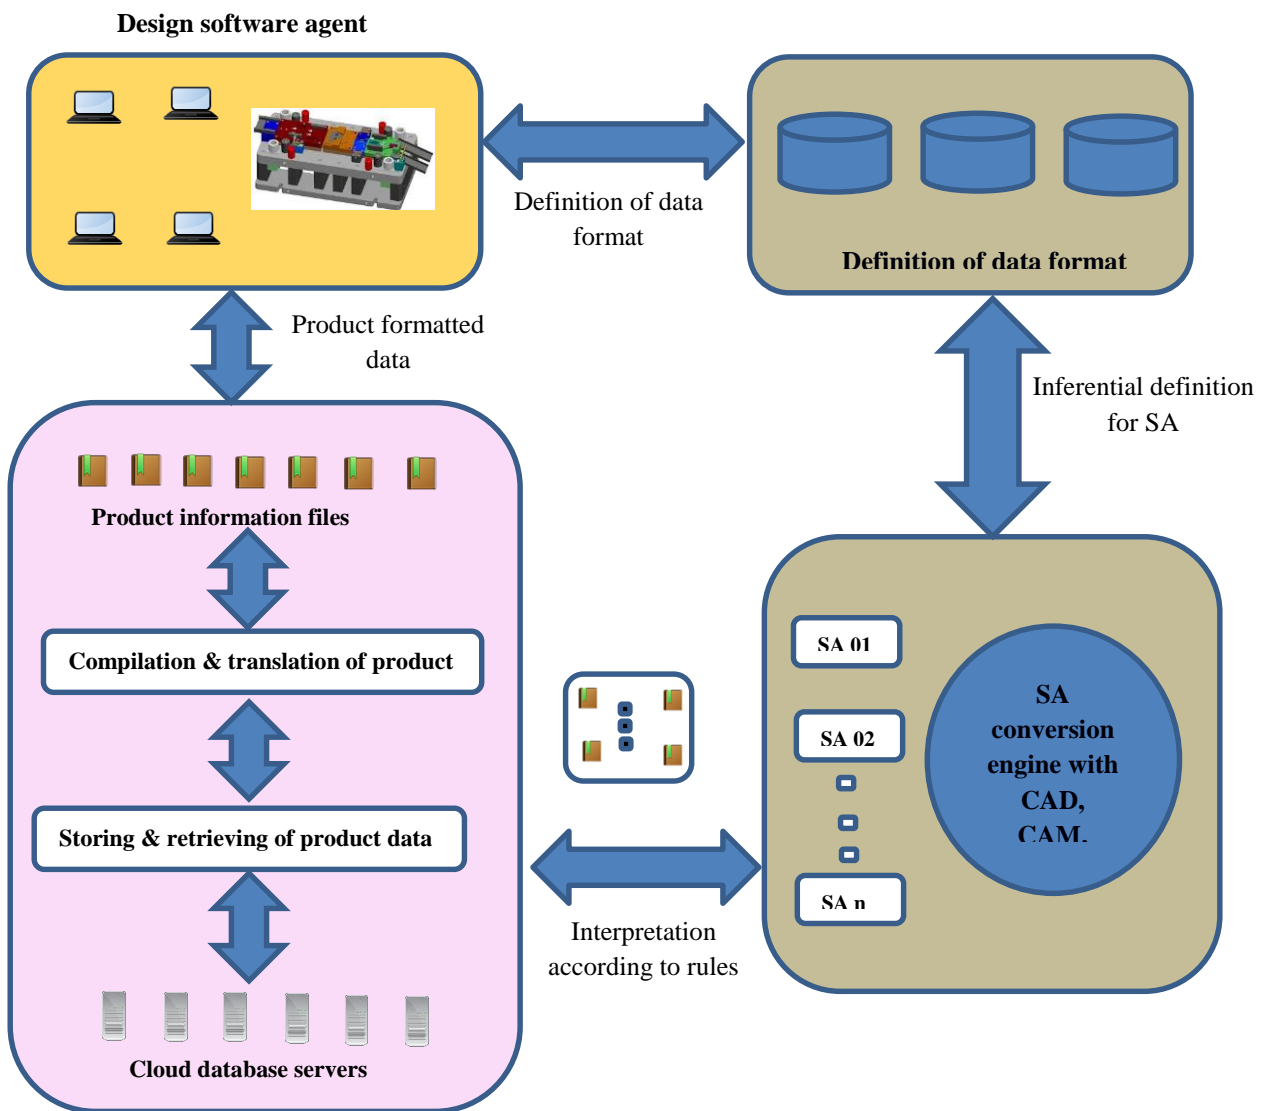 Design software agent
Definition of data
format
Definition of data format
Product formatted
data
Inferential definition
for SA
Product information files
Compilation & translation of product
Storing & retrieving of product data
Cloud database servers
Interpretation
according to rules
SA 01
SA 02
SA n
SA
conversion
engine with
CAD,
CAM,